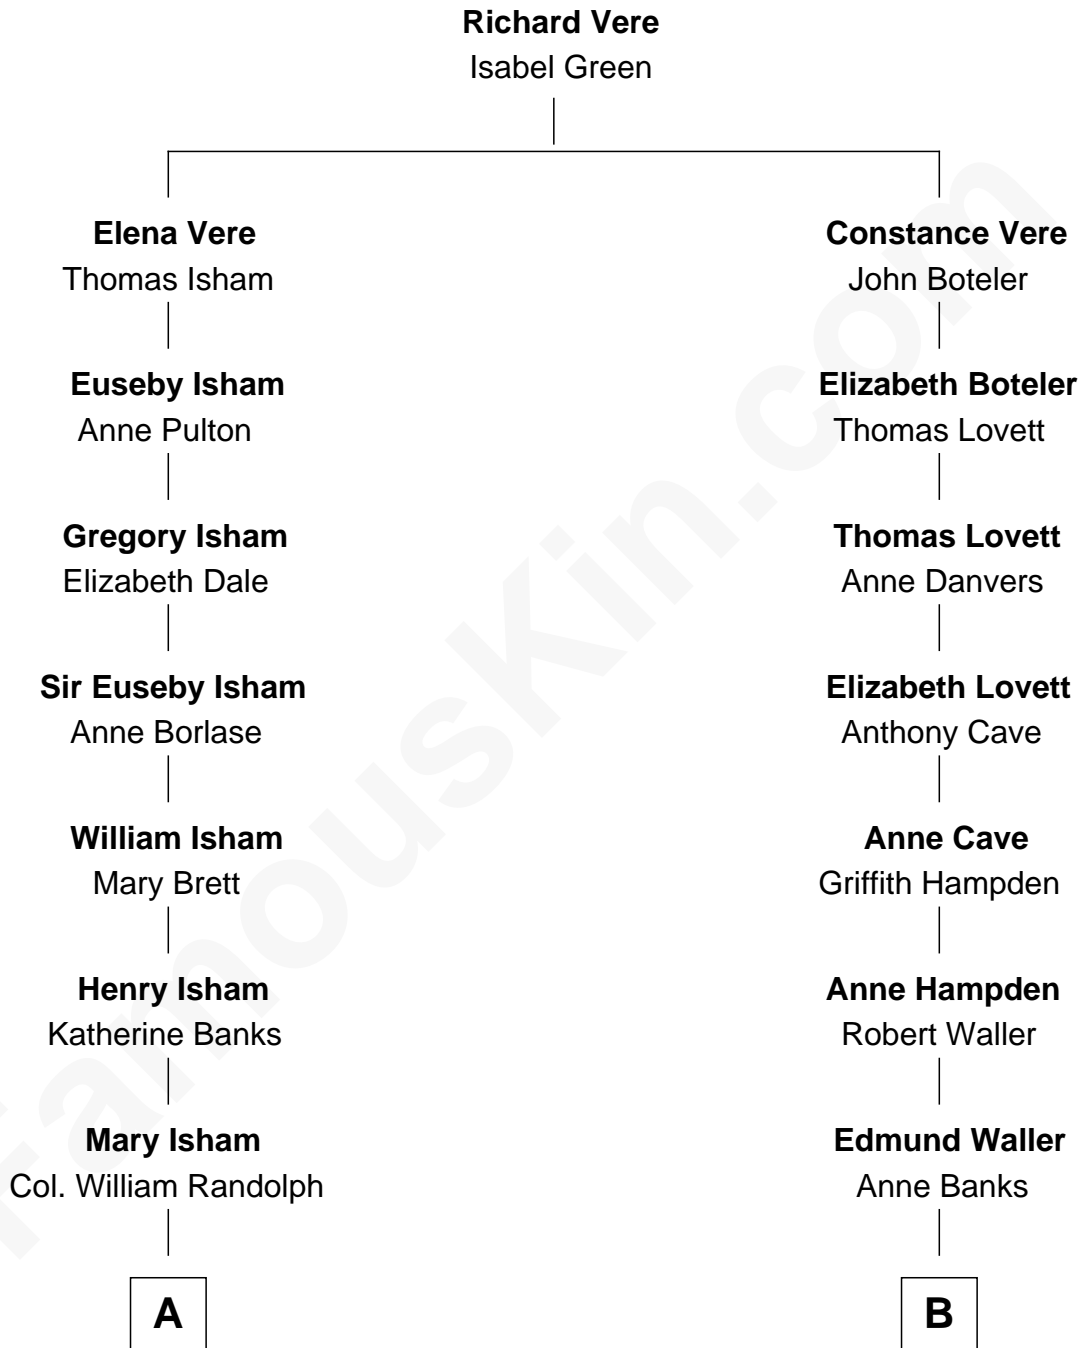 Richard Vere
Isabel Green
Elena Vere
Thomas Isham
Constance Vere
John Boteler
Euseby Isham
Anne Pulton
Elizabeth Boteler
Thomas Lovett
Gregory Isham
Elizabeth Dale
Thomas Lovett
Anne Danvers
Sir Euseby Isham
Anne Borlase
Elizabeth Lovett
Anthony Cave
William Isham
Mary Brett
Anne Cave
Griffith Hampden
Henry Isham
Katherine Banks
Anne Hampden
Robert Waller
Mary Isham
Col. William Randolph
Edmund Waller
Anne Banks
A
B
FamousKin.com